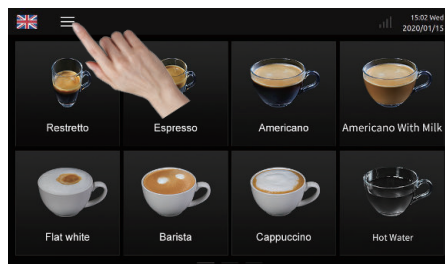 15:02 Wed
2020/01/15
Restretto
Espresso
Americano
Americano With Milk
Flat white
Barista
Cappuccino
Hot Water